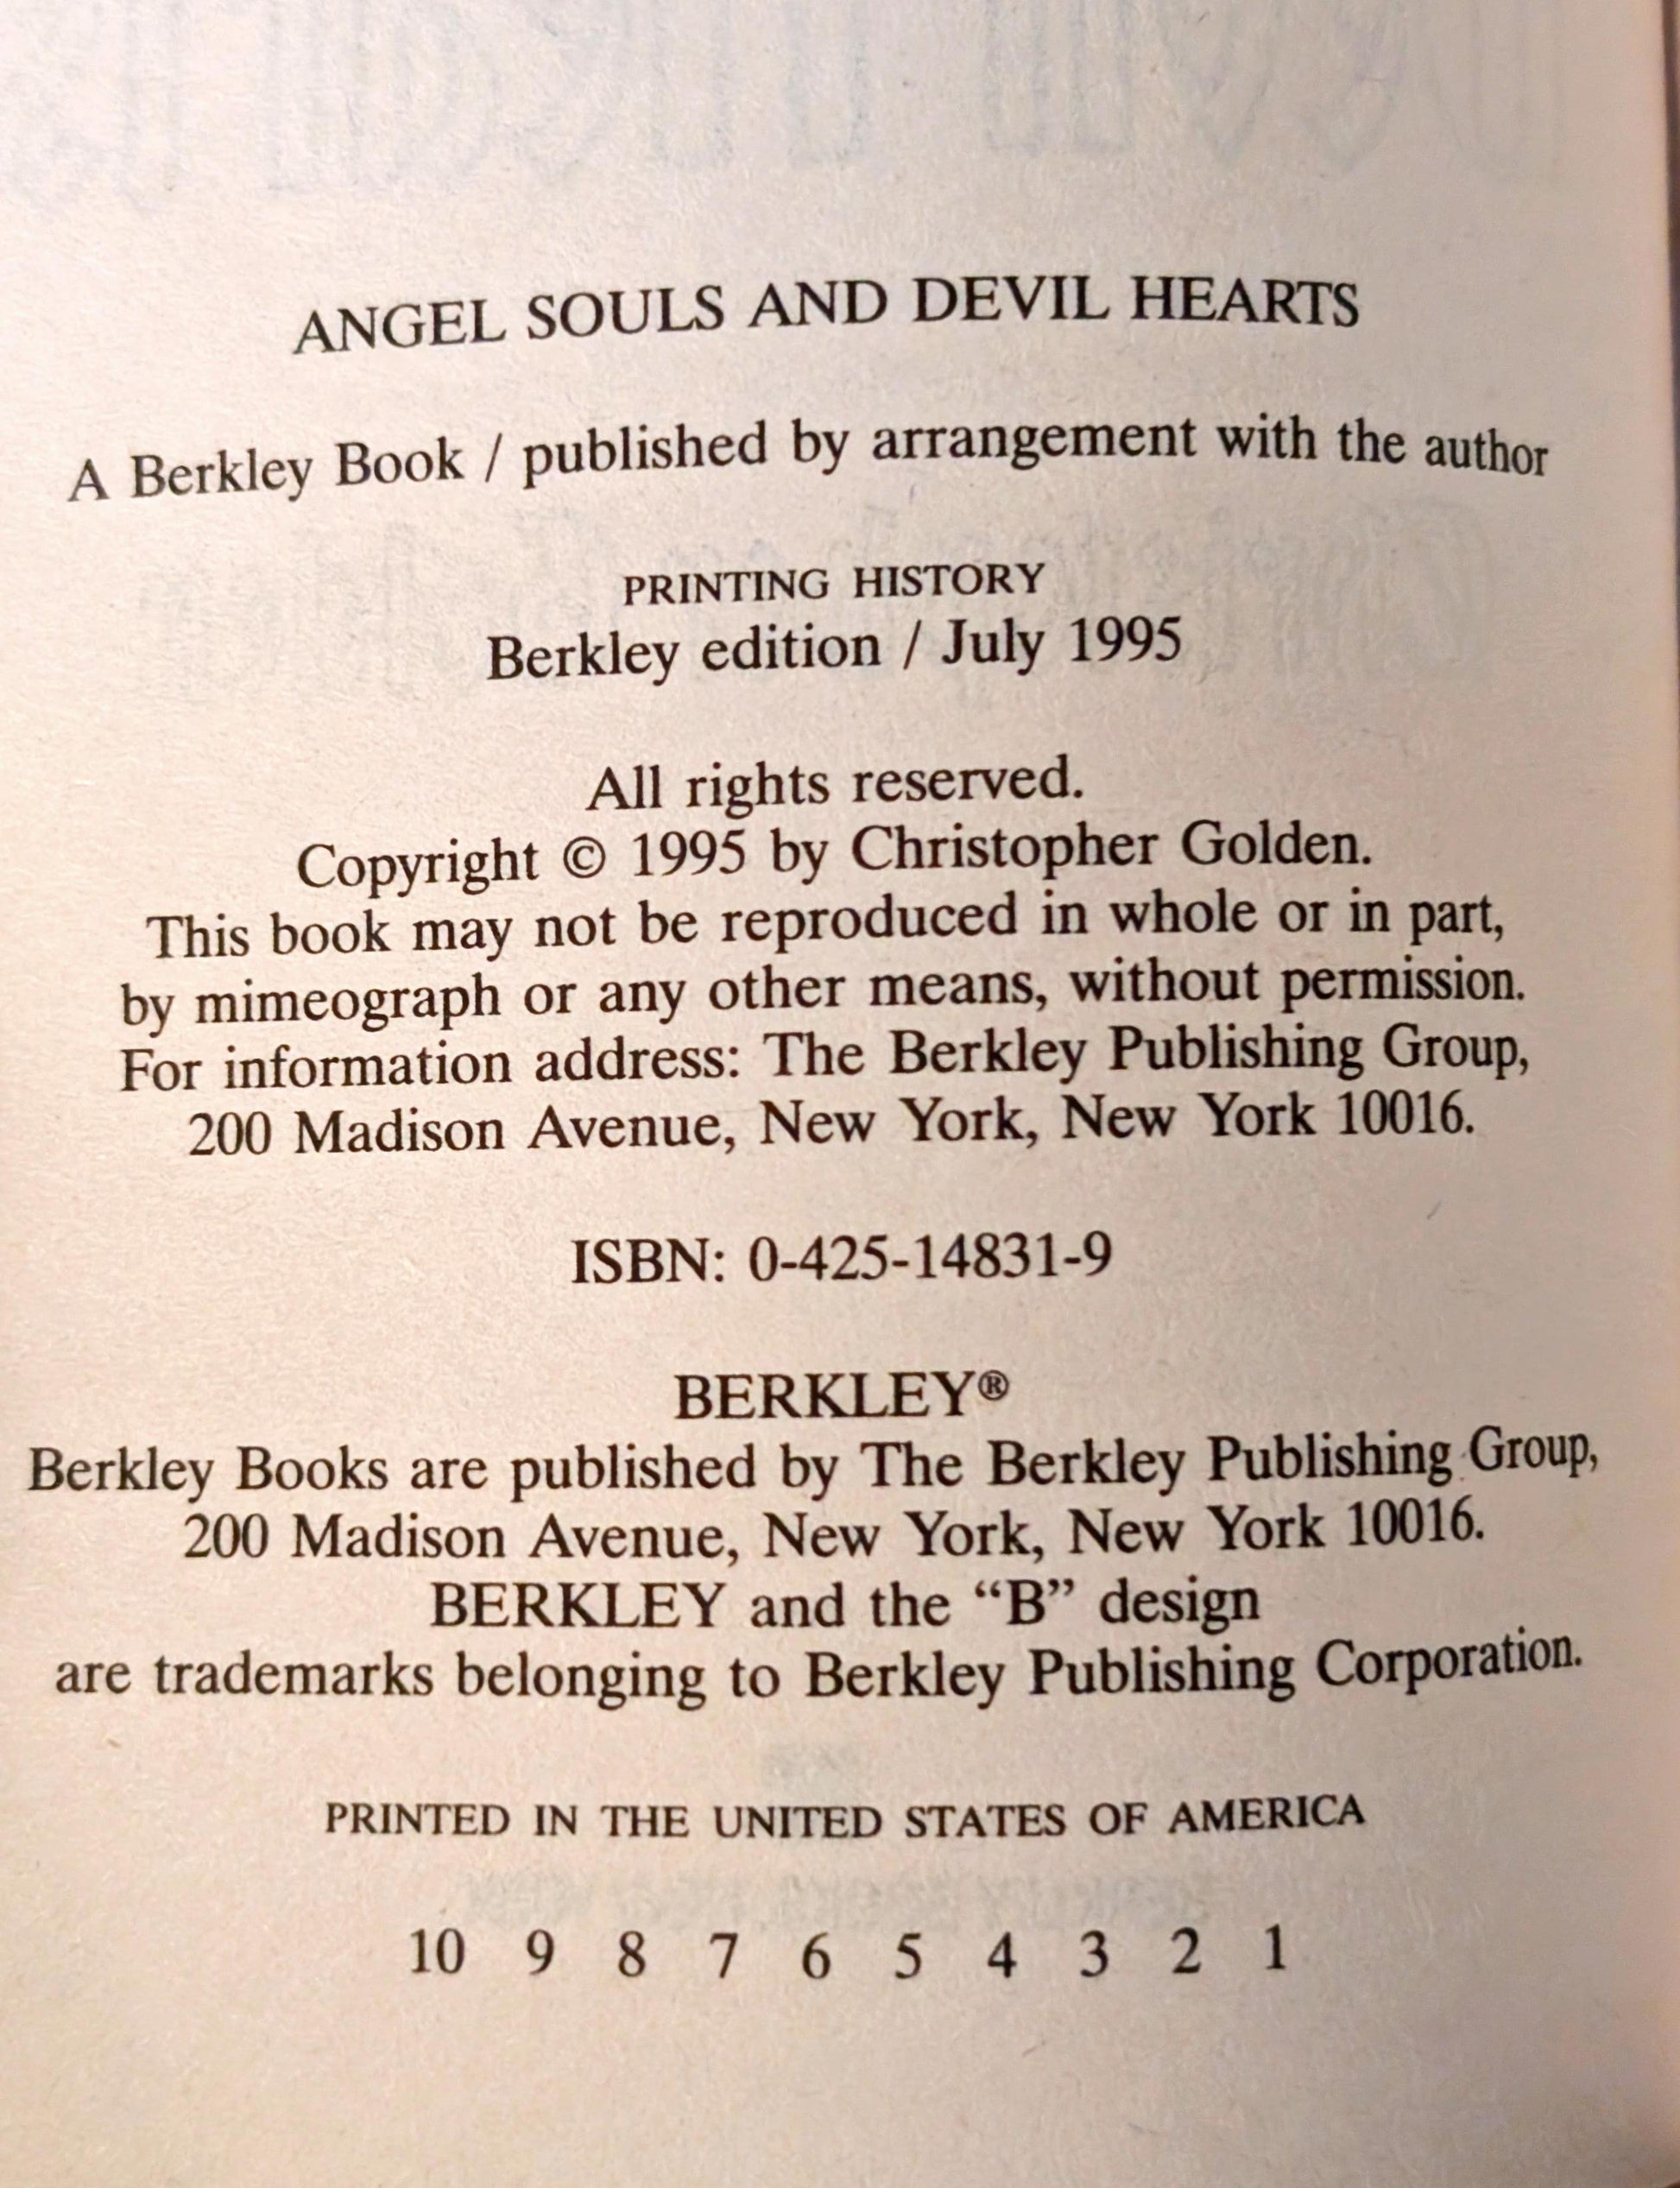 ANGEL SOULS AND DEVIL HEARTS
A Berkley Book / published by arrangement with the author
PRINTING HISTORY
Berkley edition / July 1995
All rights reserved.
Copyright © 1995 by Christopher Golden.
This book may not be reproduced in whole or in part,
by mimeograph or any other means, without permission.
For information address: The Berkley Publishing Group,
200 Madison Avenue, New York, New York 10016.
ISBN: 0-425-14831-9
BERKLEY®
Berkley Books are published by The Berkley Publishing Group,
200 Madison Avenue, New York, New York 10016.
BERKLEY and the “B” design
are trademarks belonging to Berkley Publishing Corporation.
PRINTED IN THE UNITED STATES OF AMERICA
10 9 8 7 6 5 4 3 2 1